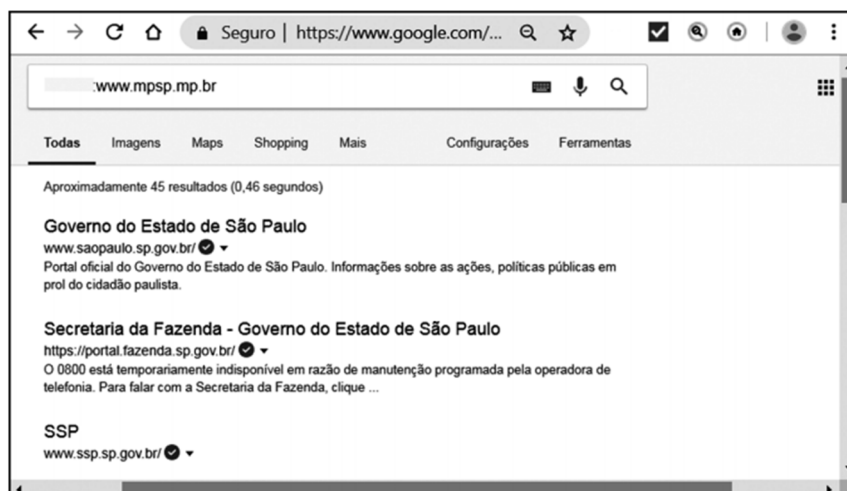 Seguro | https://www.google.com/...
:www.mpsp.mp.br
Todas Imagens Maps Shopping Mais Configurações Ferramentas
Aproximadamente 45 resultados (0,46 segundos)
Governo do Estado de São Paulo
www.saopaulo.sp.gov.br/
Portal oficial do Governo do Estado de São Paulo. Informações sobre as ações, políticas públicas em
prol do cidadão paulista.
Secretaria da Fazenda - Governo do Estado de São Paulo
https://portal.fazenda.sp.gov.br/
O 0800 está temporariamente indisponível em razão de manutenção programada pela operadora de
telefonia. Para falar com a Secretaria da Fazenda, clique ...
SSP
www.ssp.sp.gov.br/